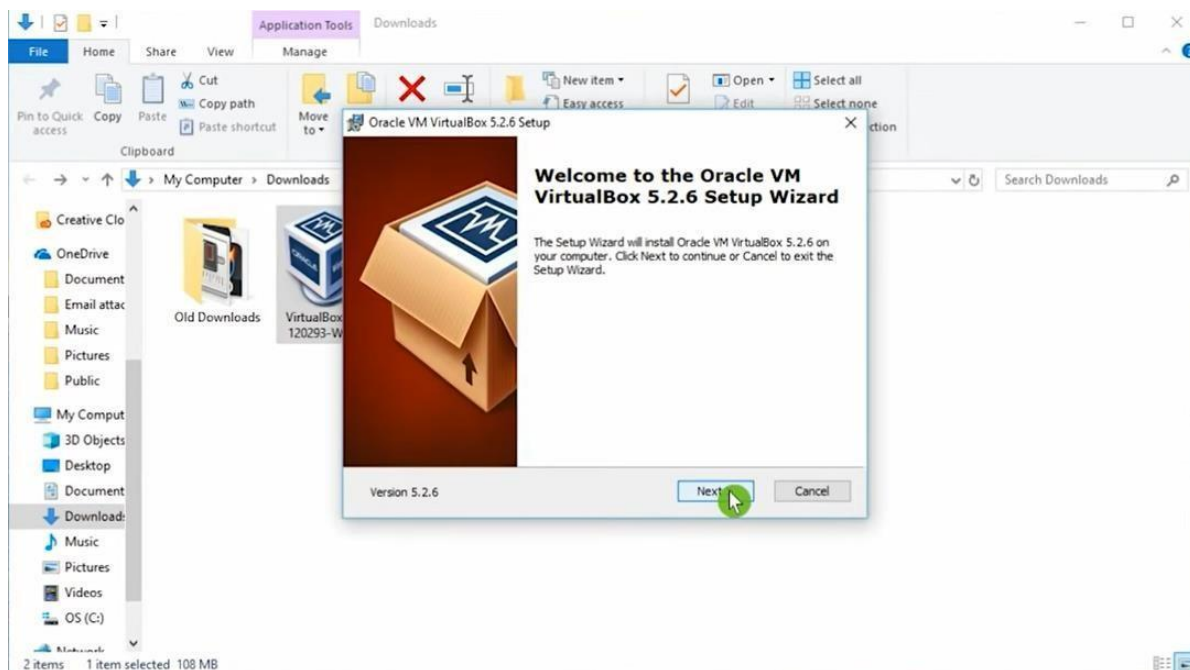 Application Tools
Downloads
File
Home
Share
View
Manage
Pin to Quick
access
Copy
Paste
Cut
Copy path
Paste shortcut
Move
to
New item
Easy access
Open
Edit
Select all
Select none
Clipboard
My Computer > Downloads
Search Downloads
Creative Clo
OneDrive
Document
Email attac
Music
Pictures
Public
My Comput
3D Objects
Desktop
Document
Download
Music
Pictures
Videos
OS (C:)
Network
Old Downloads
VirtualBox
120293-W
ORACLE
Oracle VM VirtualBox 5.2.6 Setup
Welcome to the Oracle VM
VirtualBox 5.2.6 Setup Wizard
The Setup Wizard will install Oracle VM VirtualBox 5.2.6 on
your computer. Click Next to continue or Cancel to exit the
Setup Wizard.
Version 5.2.6
Next
Cancel
2 items
1 item selected 108 MB